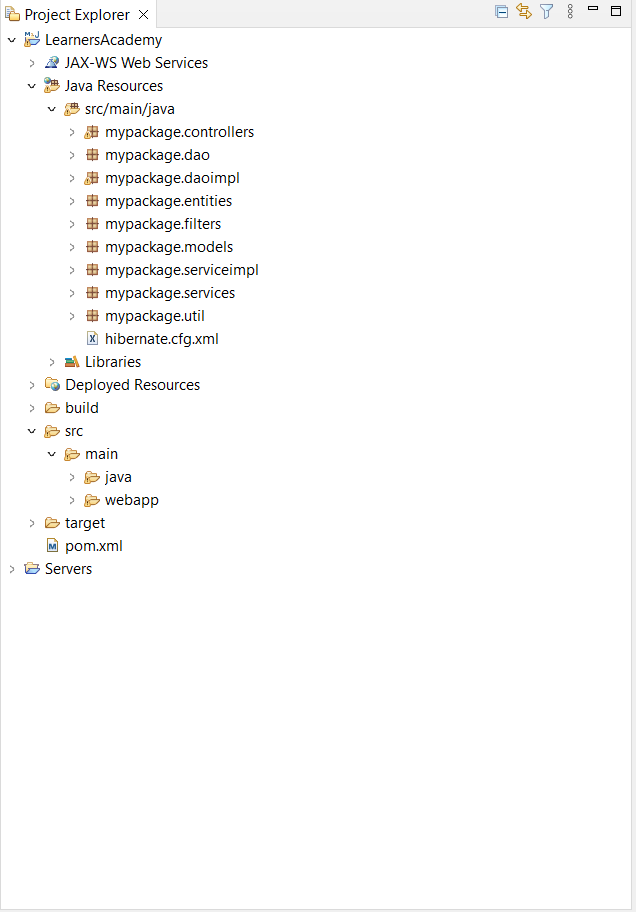 Project Explorer
LearnersAcademy
JAX-WS Web Services
Java Resources
src/main/java
mypackage.controllers
mypackage.dao
mypackage.daoimpl
mypackage.entities
mypackage.filters
mypackage.models
mypackage.serviceimpl
mypackage.services
mypackage.util
hibernate.cfg.xml
Libraries
Deployed Resources
build
src
main
java
webapp
target
pom.xml
Servers